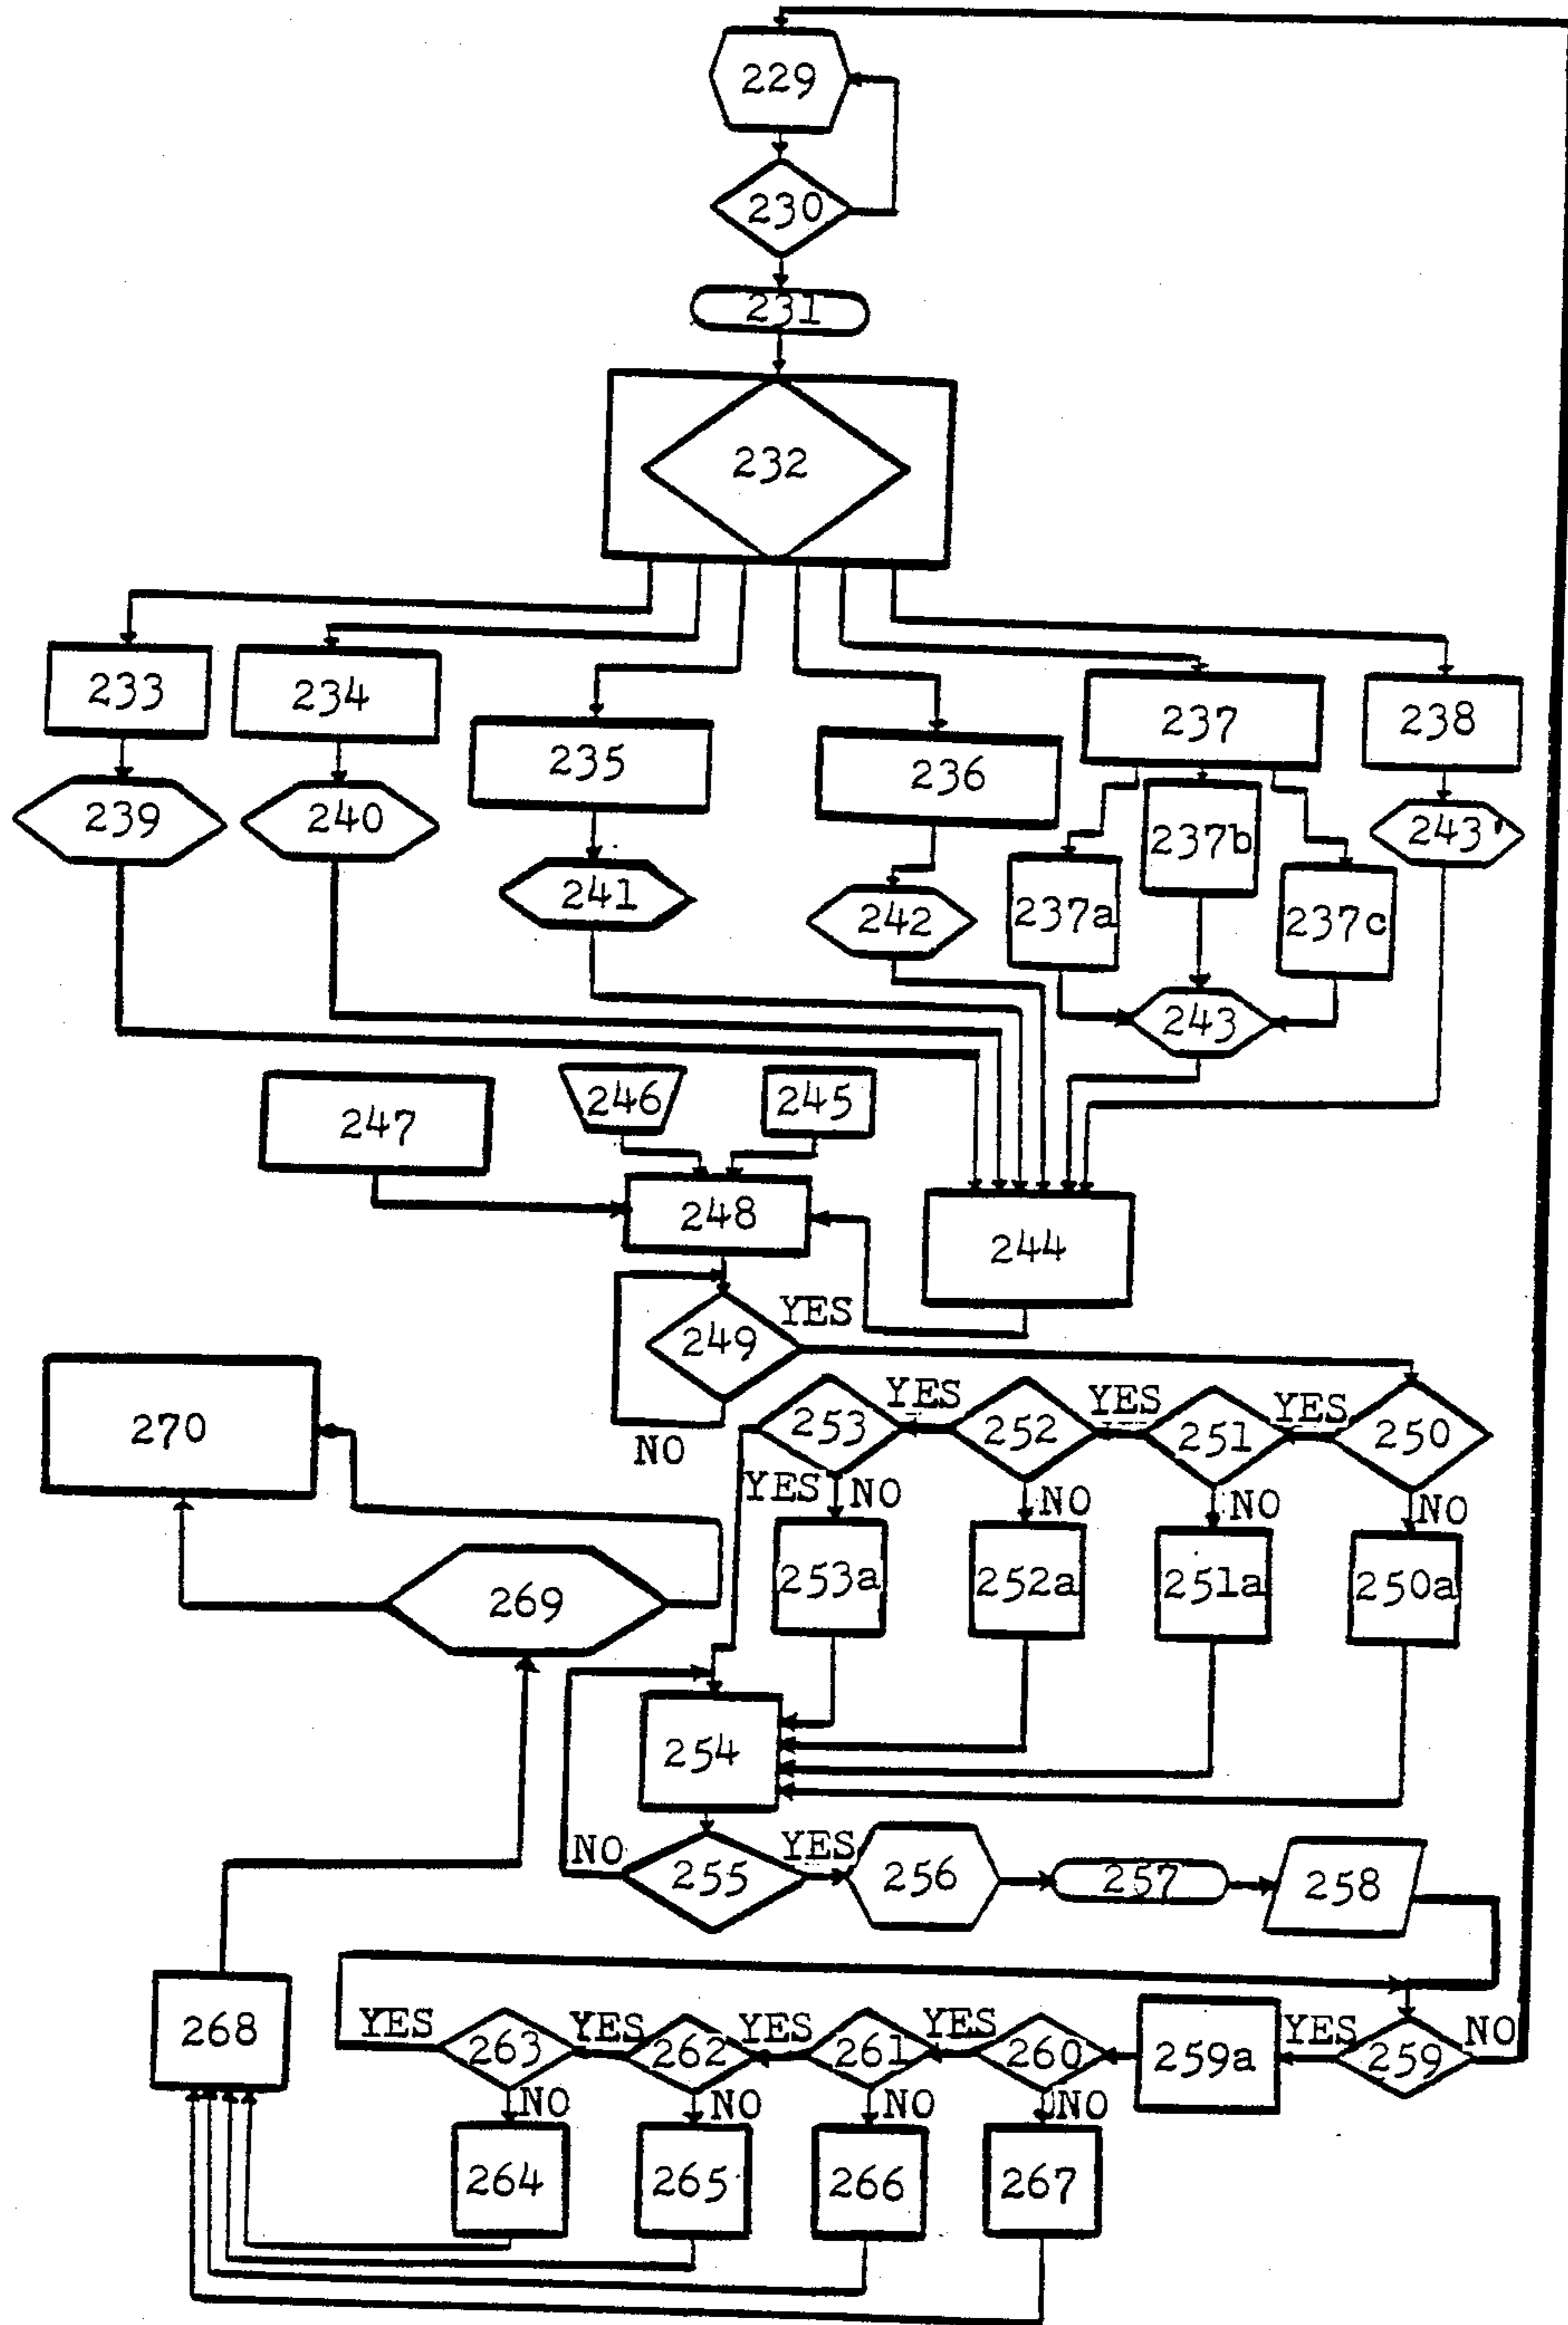 229
230
231
232
233
234
235
236
237
238
239
240
241
242
237a
237b
237c
243'
243
244
247
246
245
248
249
YES
NO
253
YES
252
YES
251
YES
250
YES
NO
NO
NO
NO
253a
252a
251a
250a
270
269
254
NO
255
YES
256
257
258
268
YES
263
YES
262
YES
261
YES
260
259a
YES
259
NO
NO
NO
NO
NO
264
265
266
267